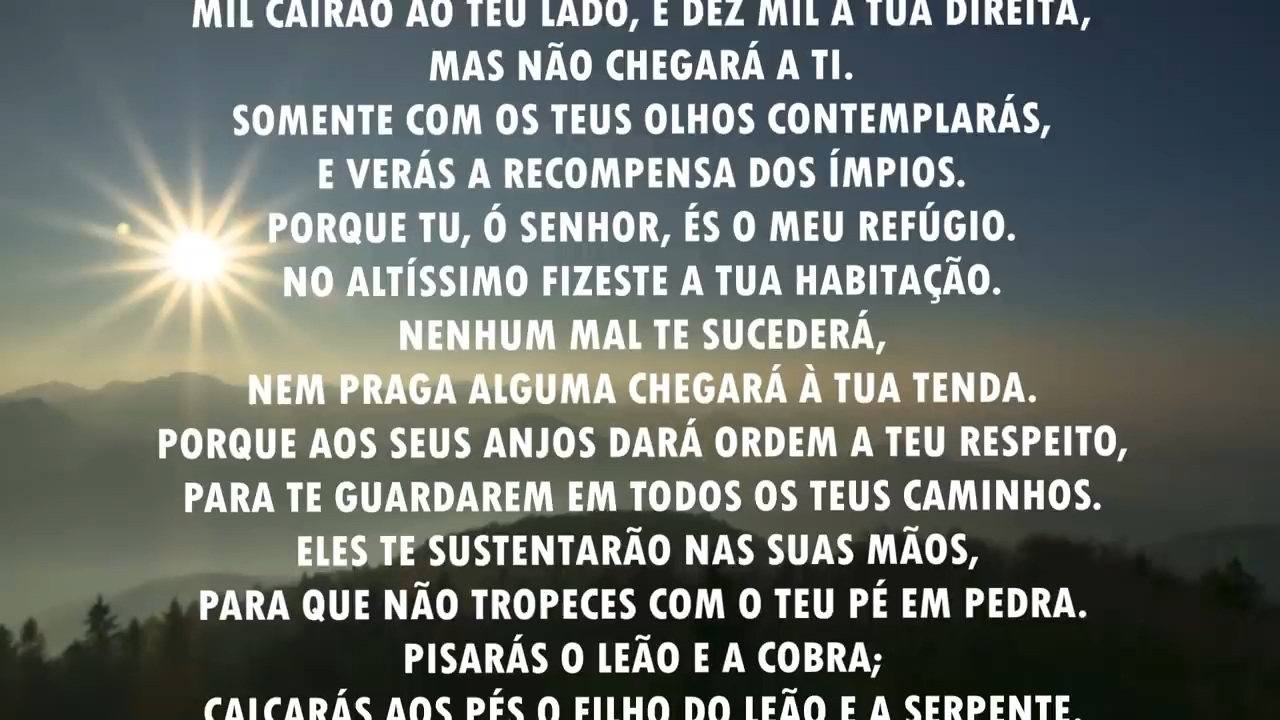 MIL CAIRÃO AO TEU LADO, E DEZ MIL À TUA DIREITA,
MAS NÃO CHEGARÁ A TI.
SOMENTE COM OS TEUS OLHOS CONTEMPLARÁS,
E VERÁS A RECOMPENSA DOS ÍMPIOS.
PORQUE TU, Ó SENHOR, ÉS O MEU REFÚGIO.
NO ALTÍSSIMO FIZESTE A TUA HABITAÇÃO.
NENHUM MAL TE SUCEDERÁ,
NEM PRAGA ALGUMA CHEGARÁ À TUA TENDA.
PORQUE AOS SEUS ANJOS DARÁ ORDEM A TEU RESPEITO,
PARA TE GUARDAREM EM TODOS OS TEUS CAMINHOS.
ELES TE SUSTENTARÃO NAS SUAS MÃOS,
PARA QUE NÃO TROPECES COM O TEU PÉ EM PEDRA.
PISARÁS O LEÃO E A COBRA;
CALCARÁS AOS PÉS O FILHO DO LEÃO E A SERPENTE.